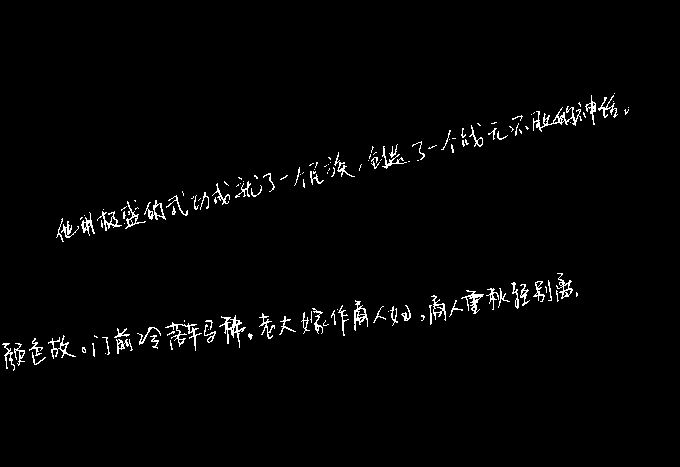 他用极盛的武功成就了一个民族，创造了一个战无不胜的神话。
颜色故。门前冷落车马稀。老大嫁作商人妇，商人重秋轻别离，